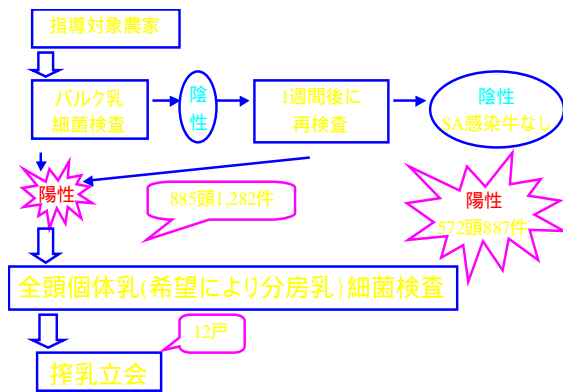 指導対象農家
バルク乳
細菌検査
陰
性
1週間後に
再検査
陰性
SA感染牛なし
陽性
885頭1,282件
陽性
572頭887件
全頭個体乳(希望により分房乳)細菌検査
12戸
搾乳立会